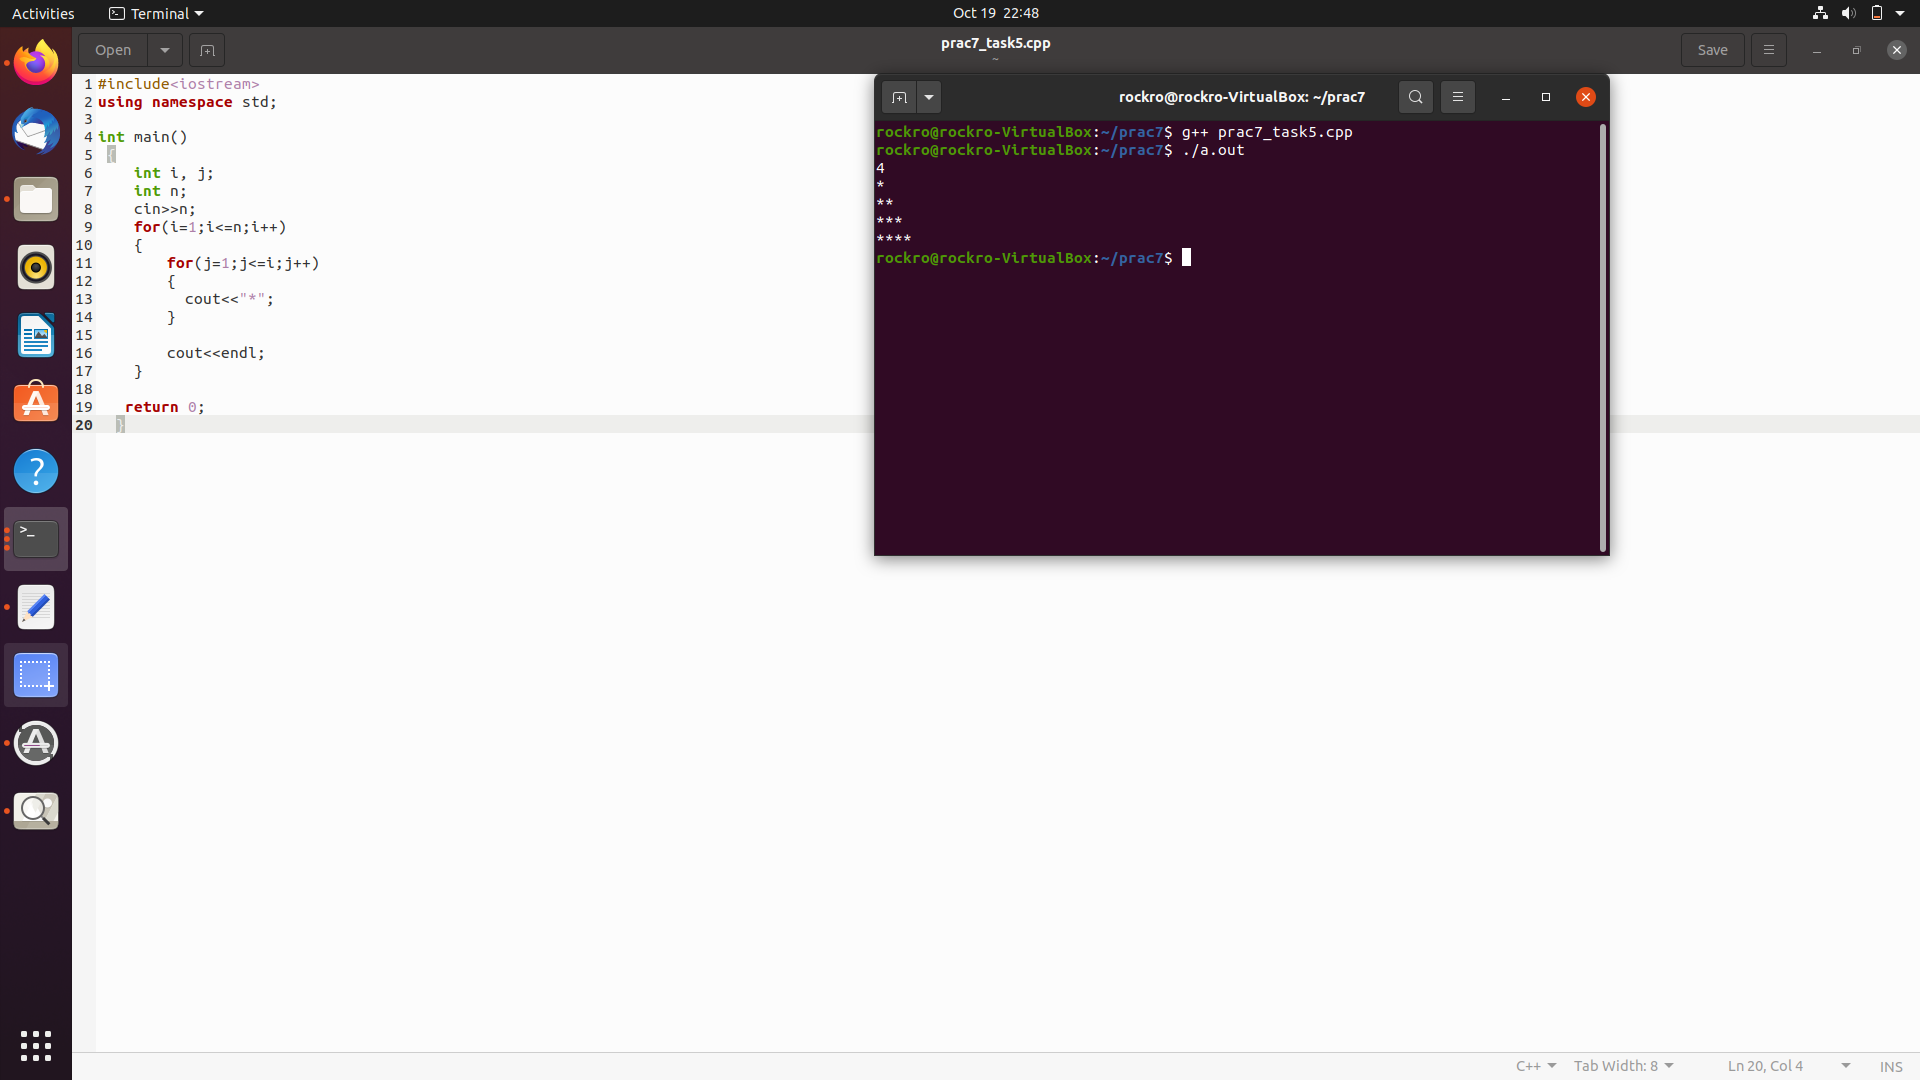 Activities
Terminal
Oct 19 22:48
Open
prac7_task5.cpp
~
Save
1 #include<iostream>
2 using namespace std;
3
4 int main()
5 {
6 int i, j;
7 int n;
8 cin>>n;
9 for(i=1;i<=n;i++)
10 {
11 for(j=1;j<=i;j++)
12 {
13 cout<<"*";
14 }
15
16 cout<<endl;
17 }
18
19 return 0;
20 }
rockro@rockro-VirtualBox: ~/prac7
rockro@rockro-VirtualBox:~/prac7$ g++ prac7_task5.cpp
rockro@rockro-VirtualBox:~/prac7$ ./a.out
4
*
**
***
****
rockro@rockro-VirtualBox:~/prac7$
C++
Tab Width: 8
Ln 20, Col 4
INS